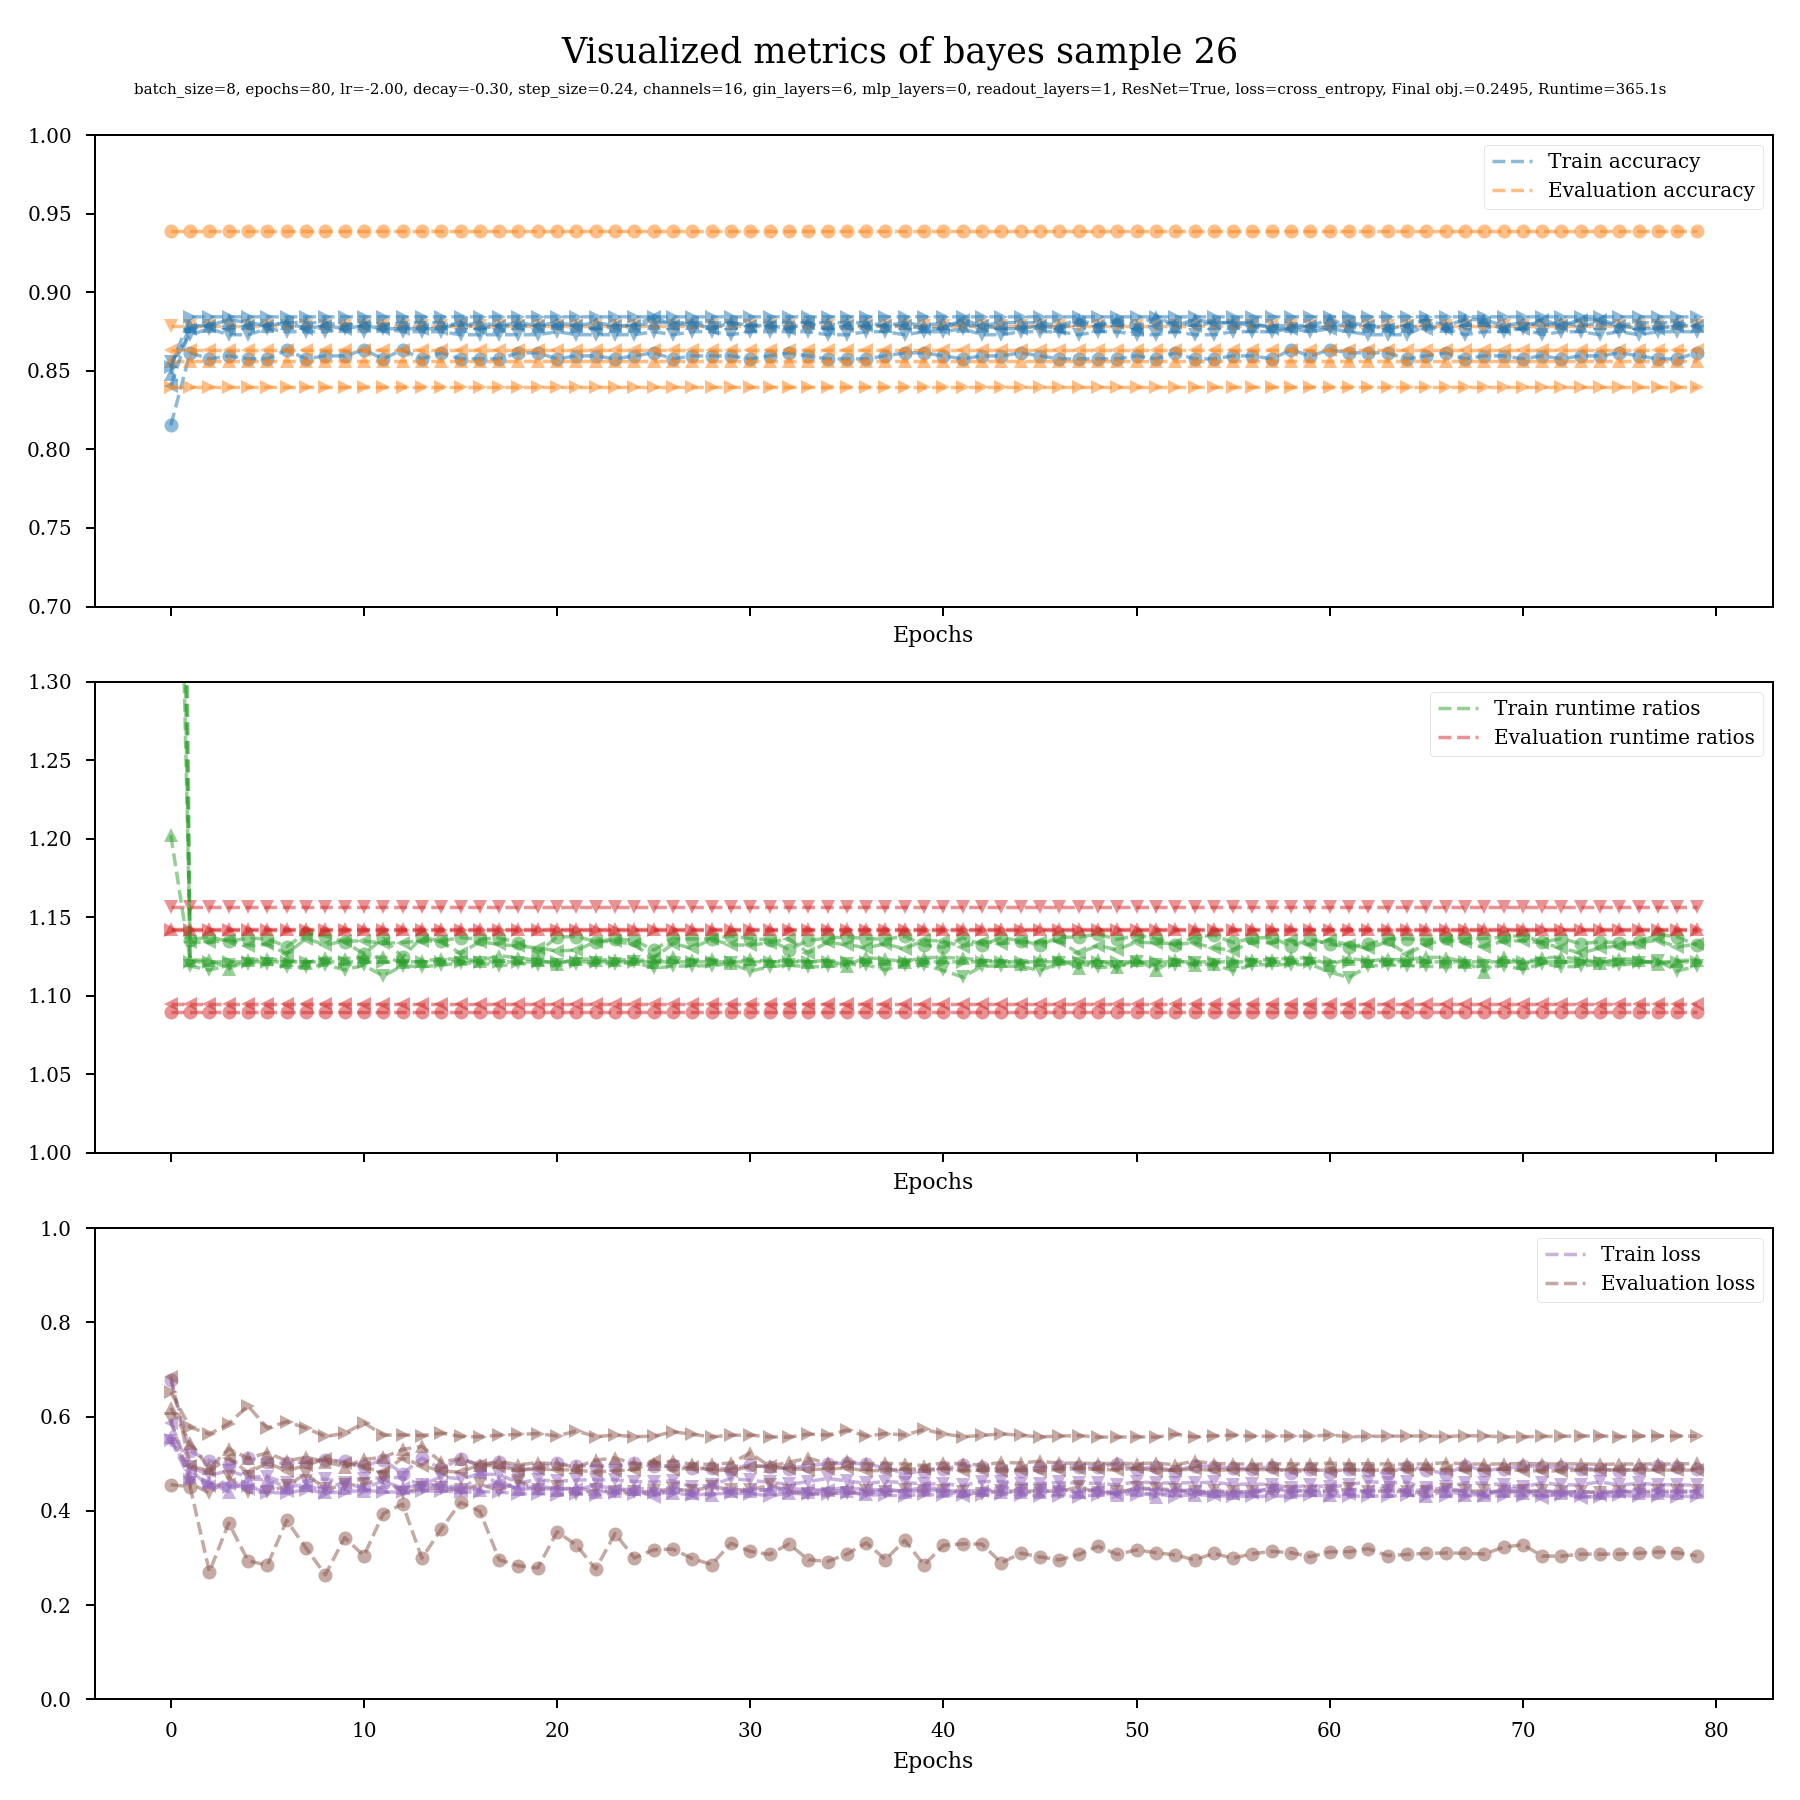 Visualized metrics of bayes sample 26
batch_size=8, epochs=80, lr=-2.00, decay=-0.30, step_size=0.24, channels=16, gin_layers=6, mlp_layers=0, readout_layers=1, ResNet=True, loss=cross_entropy, Final obj.=0.2495, Runtime=365.1s
1.00
0.95
0.90
0.85
0.80
0.75
0.70
Train accuracy
Evaluation accuracy
Epochs
1.30
1.25
1.20
1.15
1.10
1.05
1.00
Train runtime ratios
Evaluation runtime ratios
Epochs
1.0
0.8
0.6
0.4
0.2
0.0
Train loss
Evaluation loss
0 10 20 30 40 50 60 70 80
Epochs